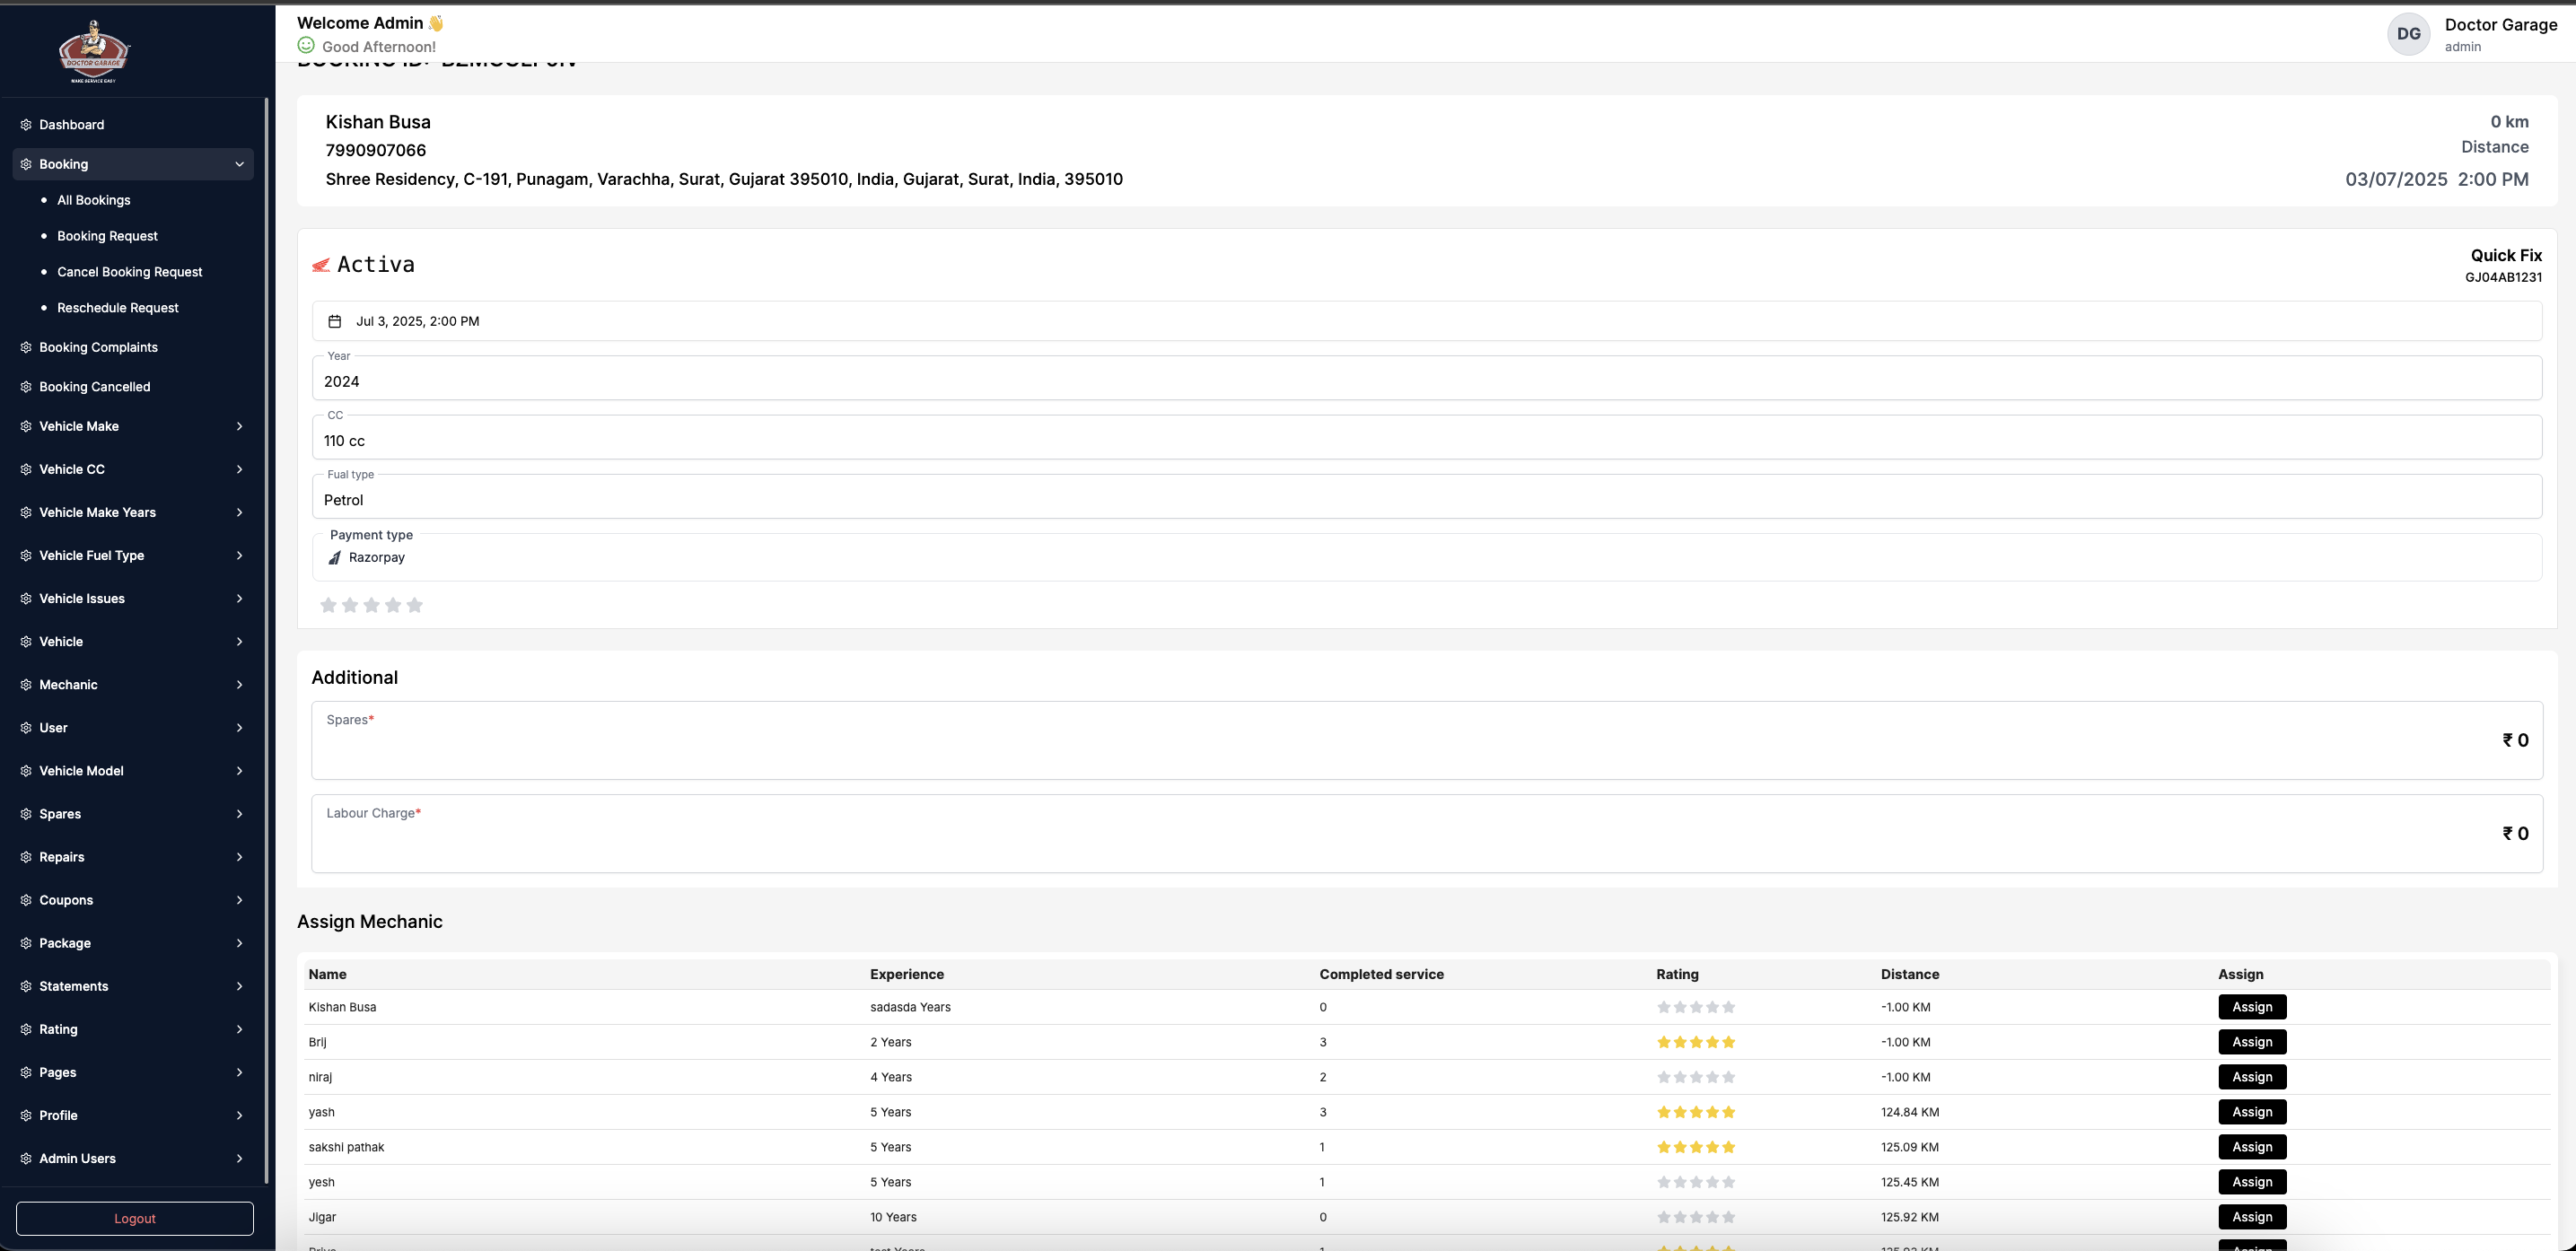 DOCTOR GARAGE
MAKE SERVICE EASY
Dashboard
Booking
All Bookings
Booking Request
Cancel Booking Request
Reschedule Request
Booking Complaints
Booking Cancelled
Vehicle Make
Vehicle CC
Vehicle Make Years
Vehicle Fuel Type
Vehicle Issues
Vehicle
Mechanic
User
Vehicle Model
Spares
Repairs
Coupons
Package
Statements
Rating
Pages
Profile
Admin Users
Logout
Welcome Admin 👋
Good Afternoon!
DG
Doctor Garage
admin
BOOKING ID:
Kishan Busa
7990907066
Shree Residency, C-191, Punagam, Varachha, Surat, Gujarat 395010, India, Gujarat, Surat, India, 395010
0 km
Distance
03/07/2025 2:00 PM
Activa
Quick Fix
GJ04AB1231
Jul 3, 2025, 2:00 PM
Year
2024
CC
110 cc
Fual type
Petrol
Payment type
Razorpay
Additional
Spares*
₹ 0
Labour Charge*
₹ 0
Assign Mechanic
Name Experience Completed service Rating Distance Assign
Kishan Busa sadasda Years 0 -1.00 KM Assign
Brij 2 Years 3 -1.00 KM Assign
niraj 4 Years 2 -1.00 KM Assign
yash 5 Years 3 124.84 KM Assign
sakshi pathak 5 Years 1 125.09 KM Assign
yesh 5 Years 1 125.45 KM Assign
Jigar 10 Years 0 125.92 KM Assign